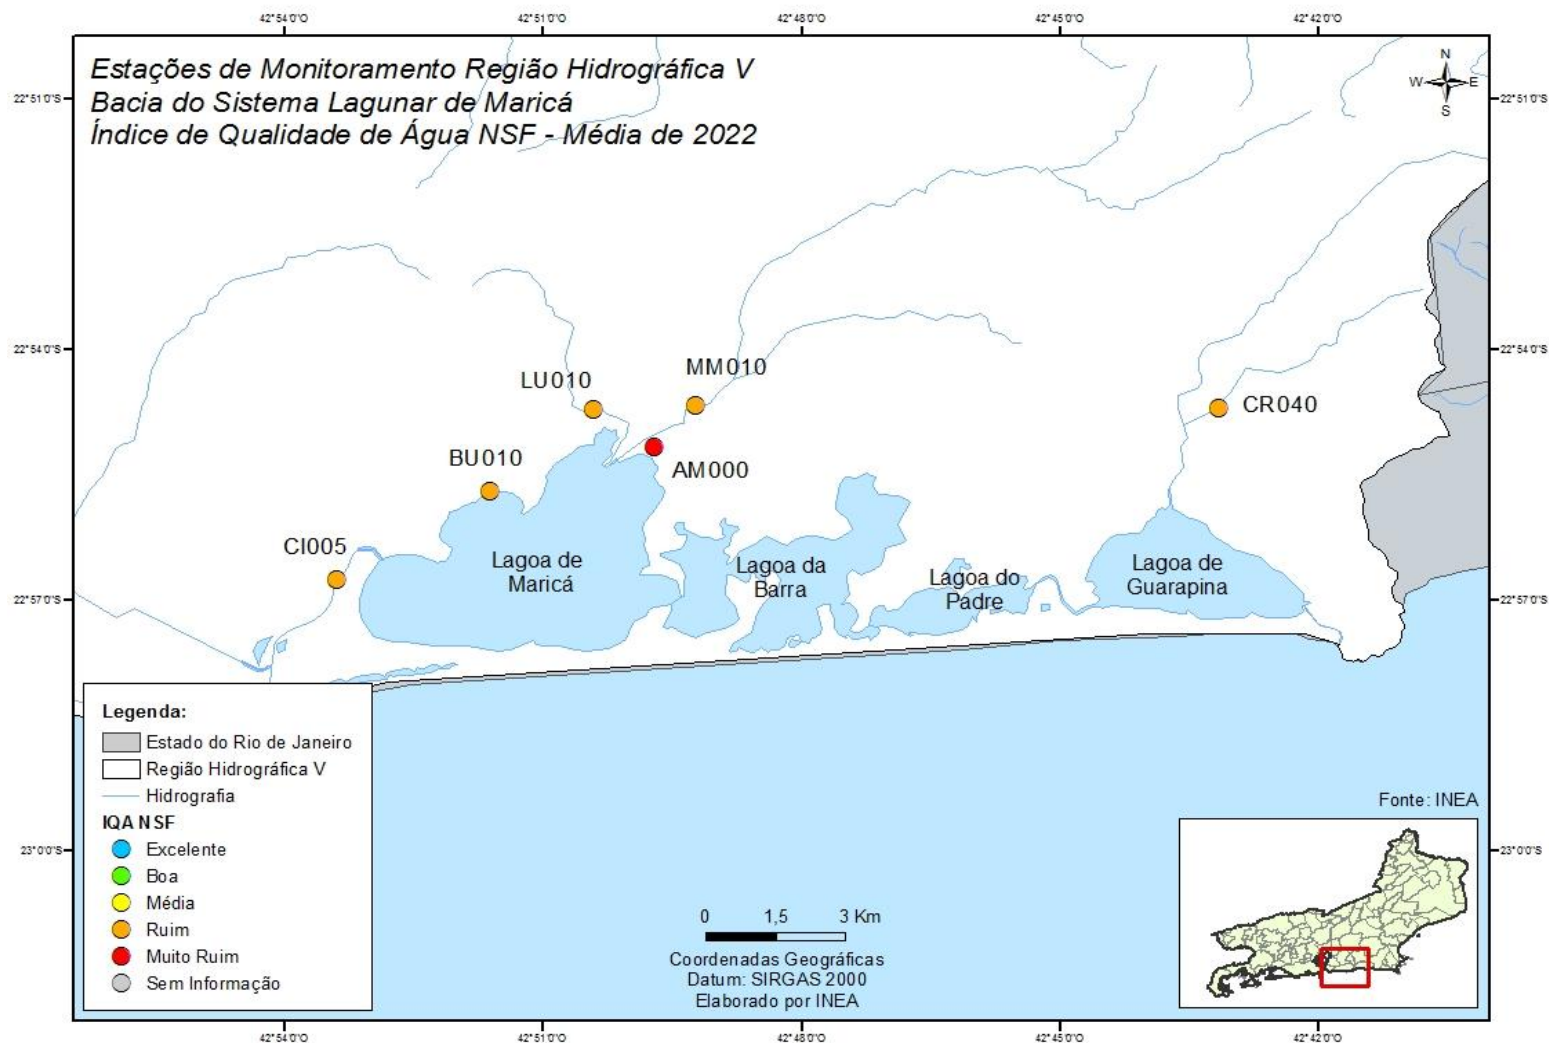 42°54'0"O 42°51'0"O 42°48'0"O 42°45'0"O 42°42'0"O
Estações de Monitoramento Região Hidrográfica V
Bacia do Sistema Lagunar de Maricá
Índice de Qualidade de Água NSF - Média de 2022
N
W E
S
22°51'0"S 22°51'0"S
22°54'0"S 22°54'0"S
MM010
LU010
CR040
BU010
AM000
CI005
Lagoa de
Maricá
Lagoa da
Barra
Lagoa do
Padre
Lagoa de
Guarapina
22°57'0"S 22°57'0"S
Legenda:
Estado do Rio de Janeiro
Região Hidrográfica V
Hidrografia
IQA NSF
Excelente
Boa
Média
Ruim
Muito Ruim
Sem Informação
23°0'0"S 23°0'0"S
Fonte: INEA
0 1,5 3 Km
Coordenadas Geográficas
Datum: SIRGAS 2000
Elaborado por INEA
42°54'0"O 42°51'0"O 42°48'0"O 42°45'0"O 42°42'0"O